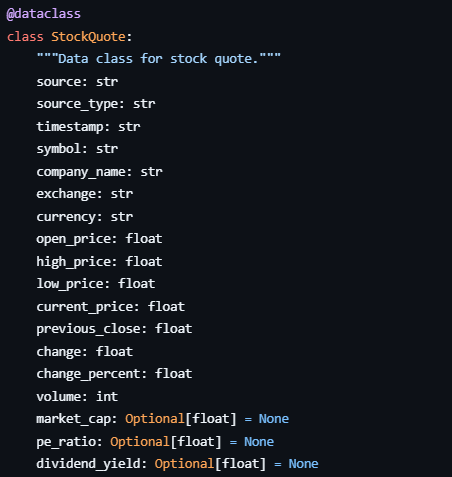 @dataclass
class StockQuote:
    """Data class for stock quote."""
    source: str
    source_type: str
    timestamp: str
    symbol: str
    company_name: str
    exchange: str
    currency: str
    open_price: float
    high_price: float
    low_price: float
    current_price: float
    previous_close: float
    change: float
    change_percent: float
    volume: int
    market_cap: Optional[float] = None
    pe_ratio: Optional[float] = None
    dividend_yield: Optional[float] = None